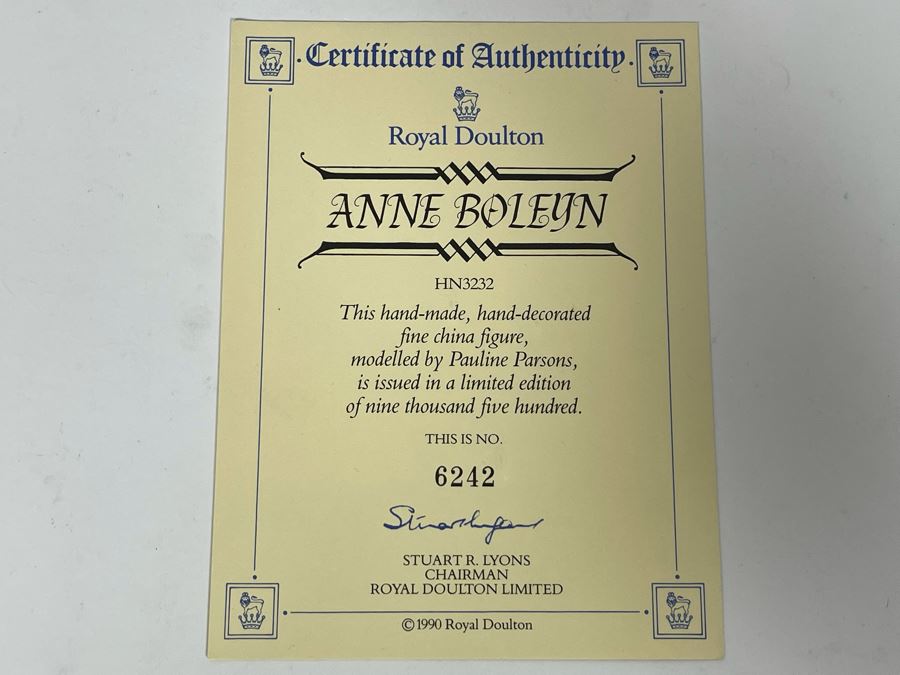 Certificate of Authenticity
Royal Doulton
ANNE BOLEYN
HN3232
This hand-made, hand-decorated
fine china figure,
modelled by Pauline Parsons,
is issued in a limited edition
of nine thousand five hundred.
THIS IS NO.
6242
Stuart Lyons
STUART R. LYONS
CHAIRMAN
ROYAL DOULTON LIMITED
©1990 Royal Doulton